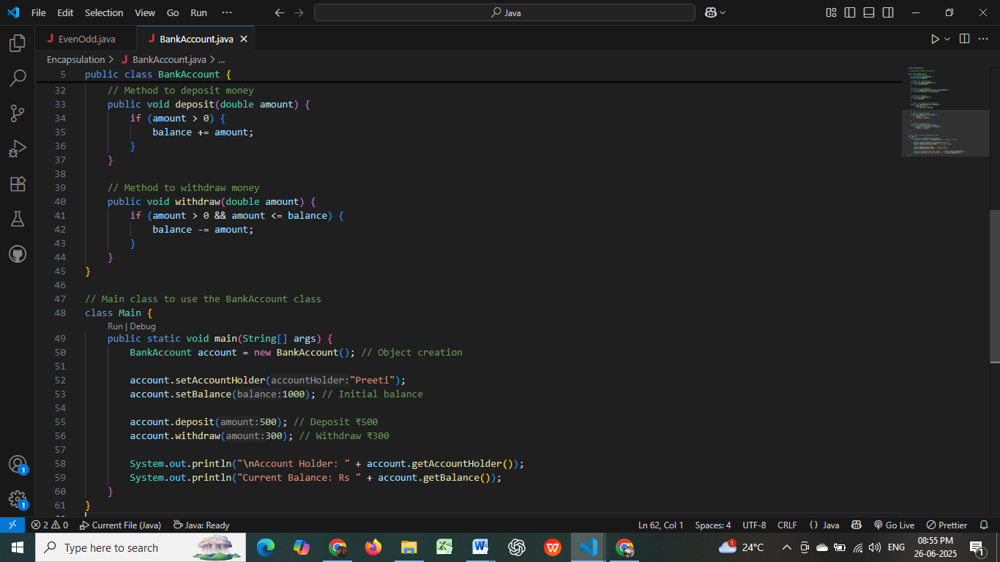 File Edit Selection View Go Run ··· Java
EvenOdd.java BankAccount.java
Encapsulation > BankAccount.java > ...
5 public class BankAccount {
32 // Method to deposit money
33 public void deposit(double amount) {
34 if (amount > 0) {
35 balance += amount;
36 }
37 }
38
39 // Method to withdraw money
40 public void withdraw(double amount) {
41 if (amount > 0 && amount <= balance) {
42 balance -= amount;
43 }
44 }
45 }
46
47 // Main class to use the BankAccount class
48 class Main {
Run | Debug
49 public static void main(String[] args) {
50 BankAccount account = new BankAccount(); // Object creation
51
52 account.setAccountHolder(accountHolder:"Preeti");
53 account.setBalance(balance:1000); // Initial balance
54
55 account.deposit(amount:500); // Deposit ₹500
56 account.withdraw(amount:300); // Withdraw ₹300
57
58 System.out.println("\nAccount Holder: " + account.getAccountHolder());
59 System.out.println("Current Balance: Rs " + account.getBalance());
60 }
61 }
1
1
2 0 Current File (Java) Java: Ready Ln 62, Col 1 Spaces: 4 UTF-8 CRLF {} Java Go Live Prettier
Type here to search 1 24°C ENG 08:55 PM 1
26-06-2025